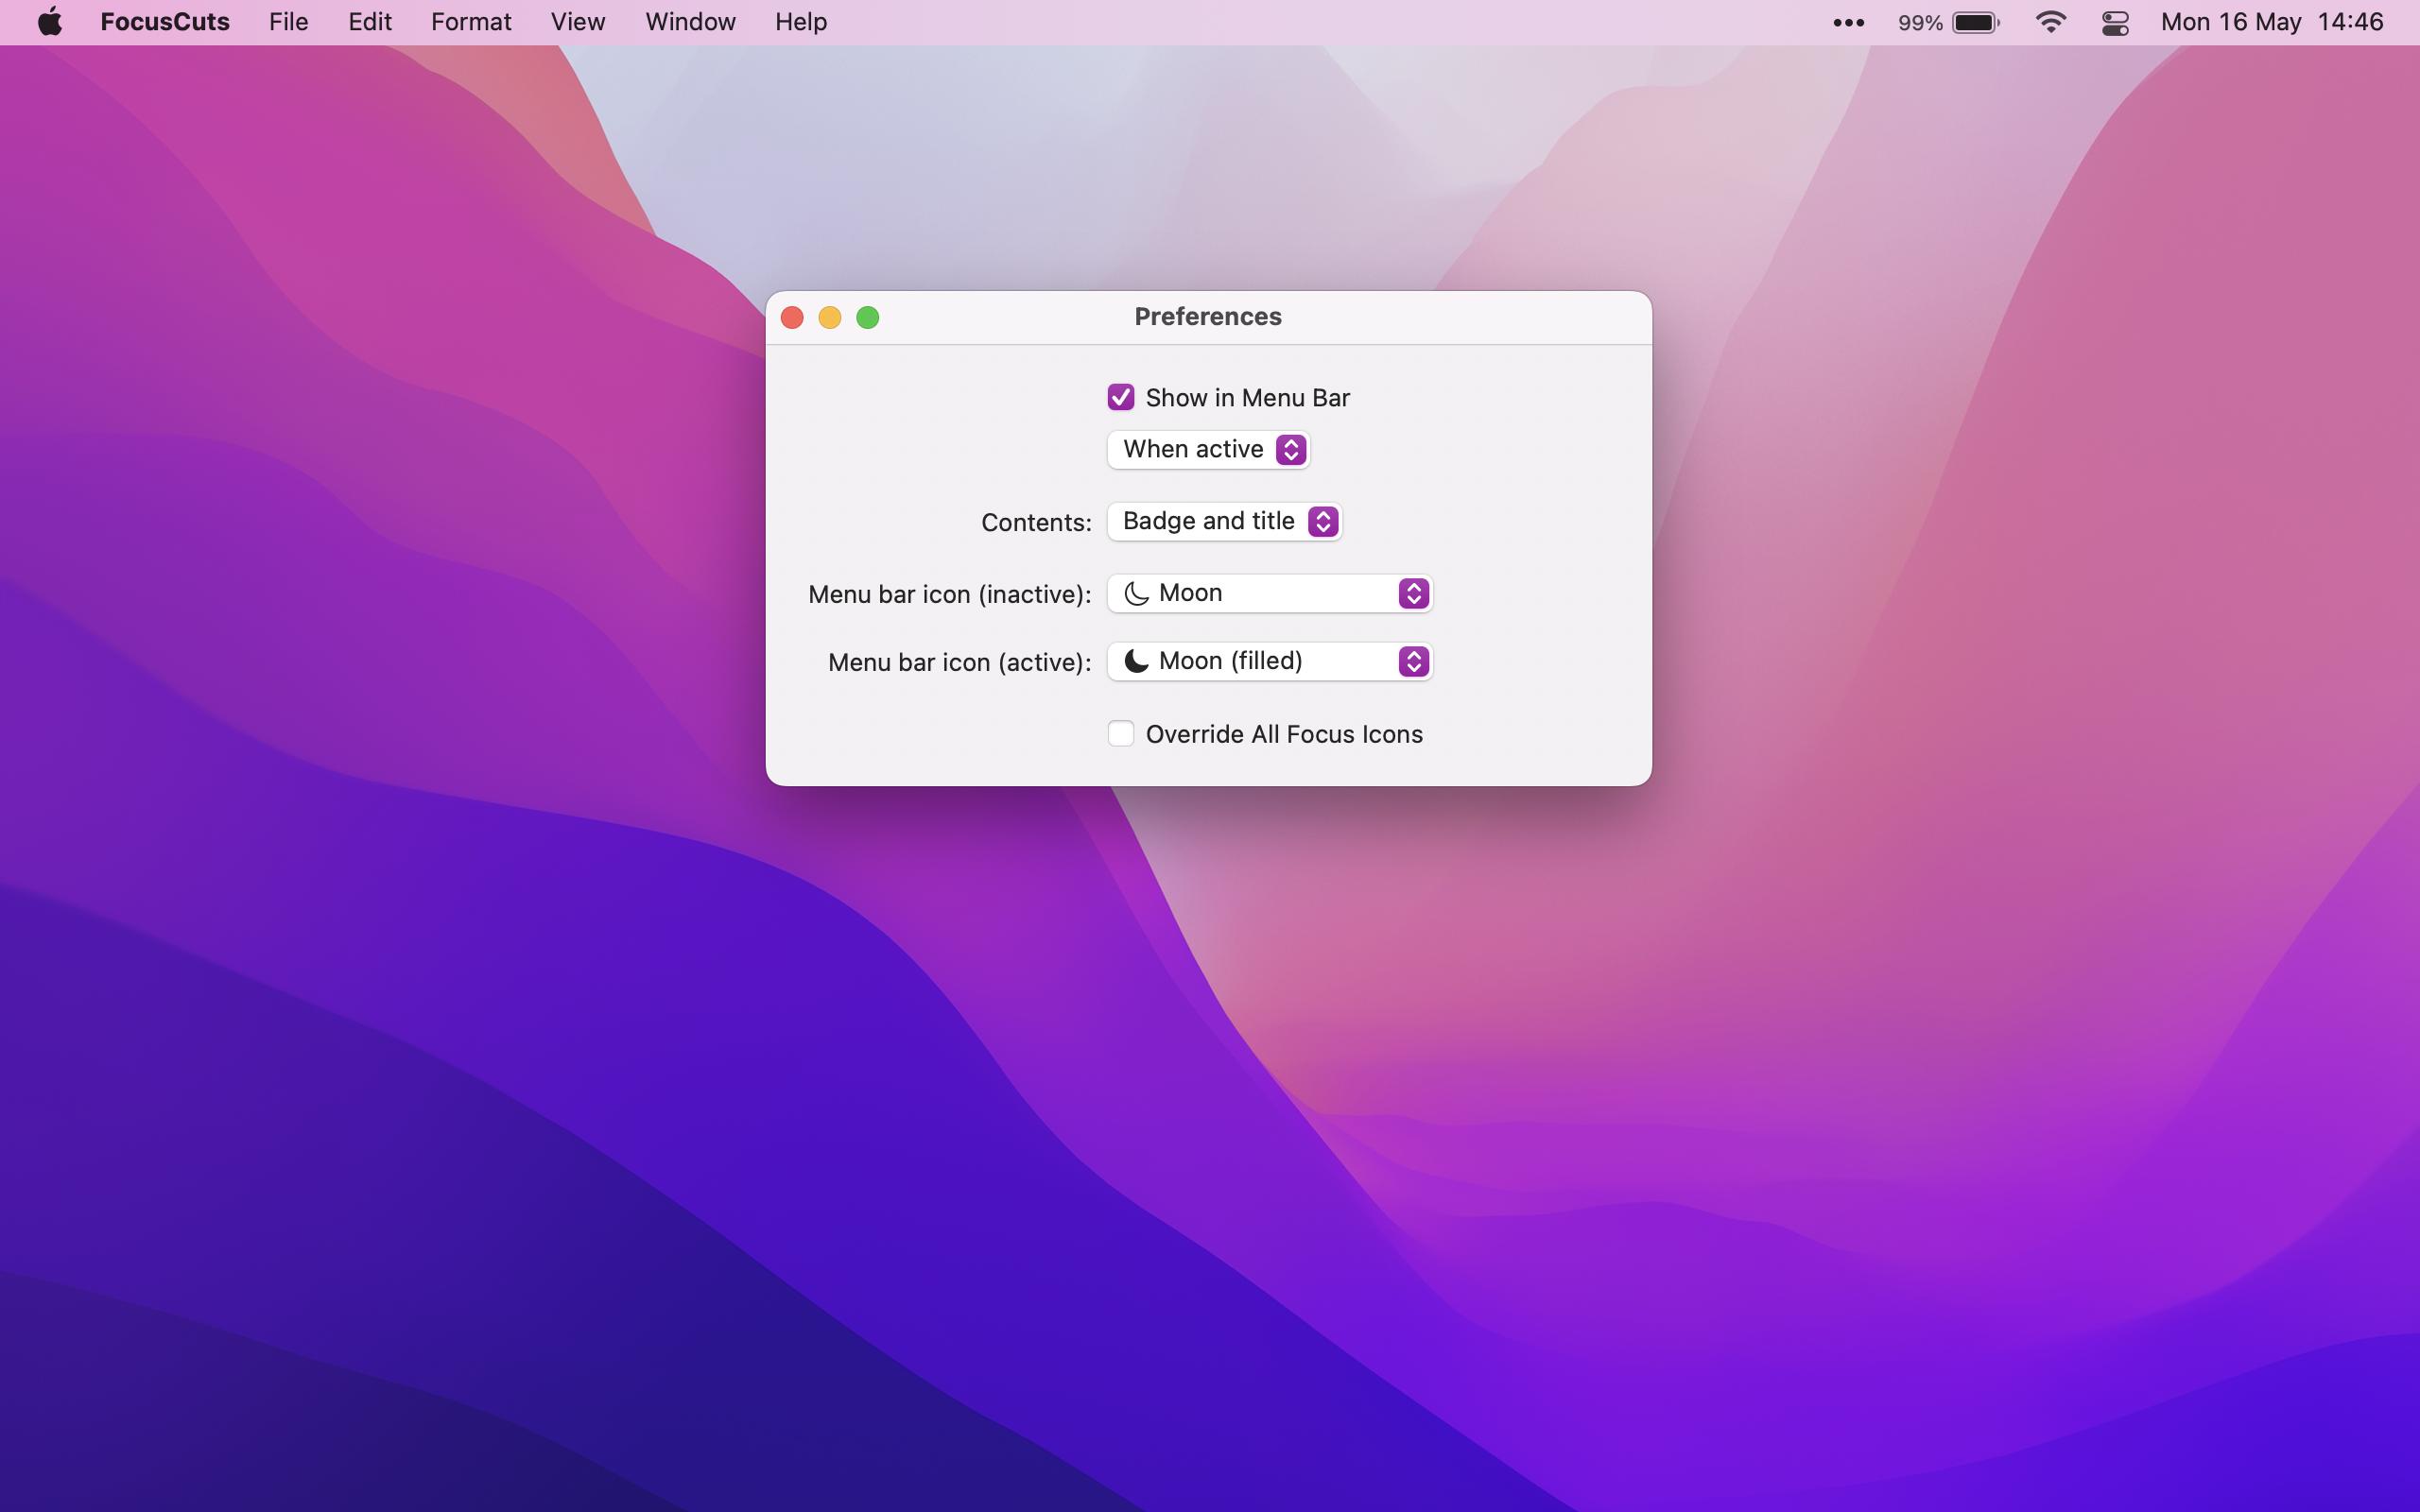 FocusCuts File Edit Format View Window Help 99% Mon 16 May 14:46
Preferences
Show in Menu Bar
When active
Contents: Badge and title
Menu bar icon (inactive): Moon
Menu bar icon (active): Moon (filled)
Override All Focus Icons